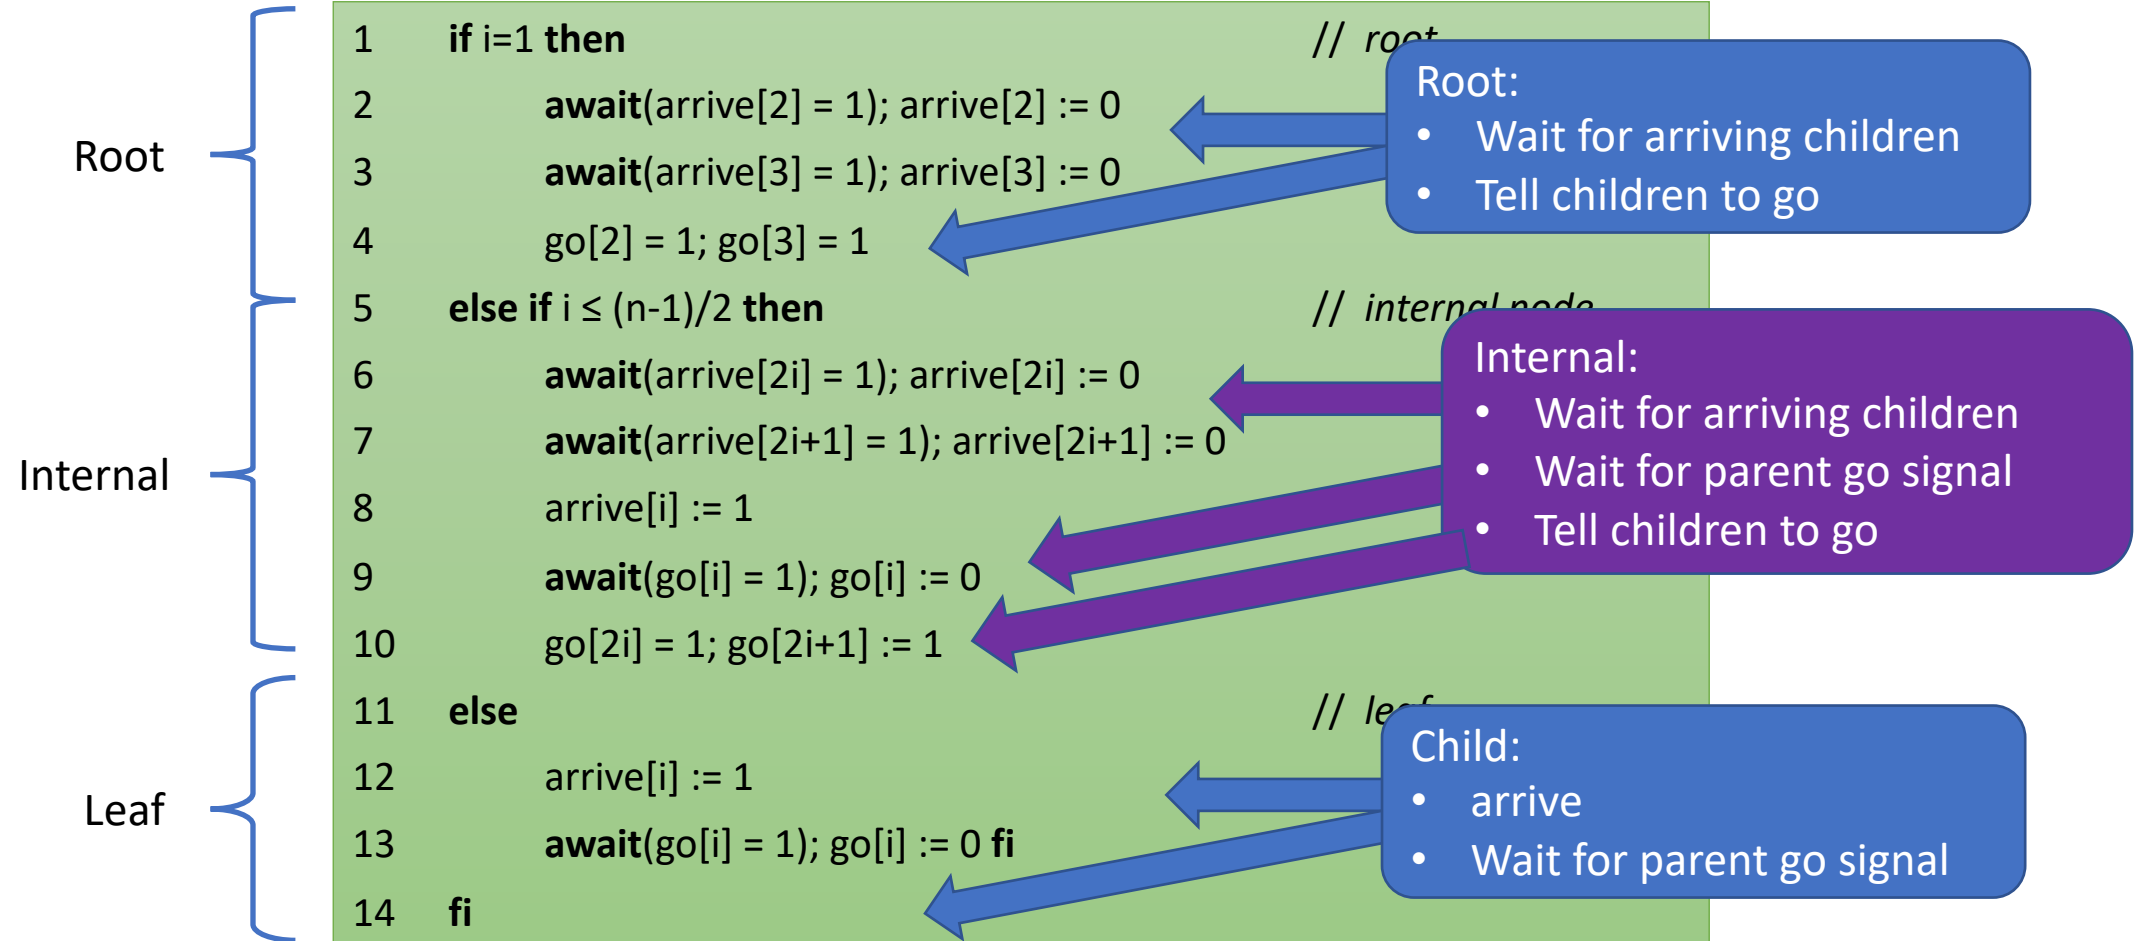 Root
Internal
Leaf
1 if i=1 then // root
2 await(arrive[2] = 1); arrive[2] := 0
3 await(arrive[3] = 1); arrive[3] := 0
4 go[2] = 1; go[3] = 1
5 else if i ≤ (n-1)/2 then // internal node
6 await(arrive[2i] = 1); arrive[2i] := 0
7 await(arrive[2i+1] = 1); arrive[2i+1] := 0
8 arrive[i] := 1
9 await(go[i] = 1); go[i] := 0
10 go[2i] = 1; go[2i+1] := 1
11 else // leaf
12 arrive[i] := 1
13 await(go[i] = 1); go[i] := 0 fi
14 fi
Root:
• Wait for arriving children
• Tell children to go
Internal:
• Wait for arriving children
• Wait for parent go signal
• Tell children to go
Child:
• arrive
• Wait for parent go signal